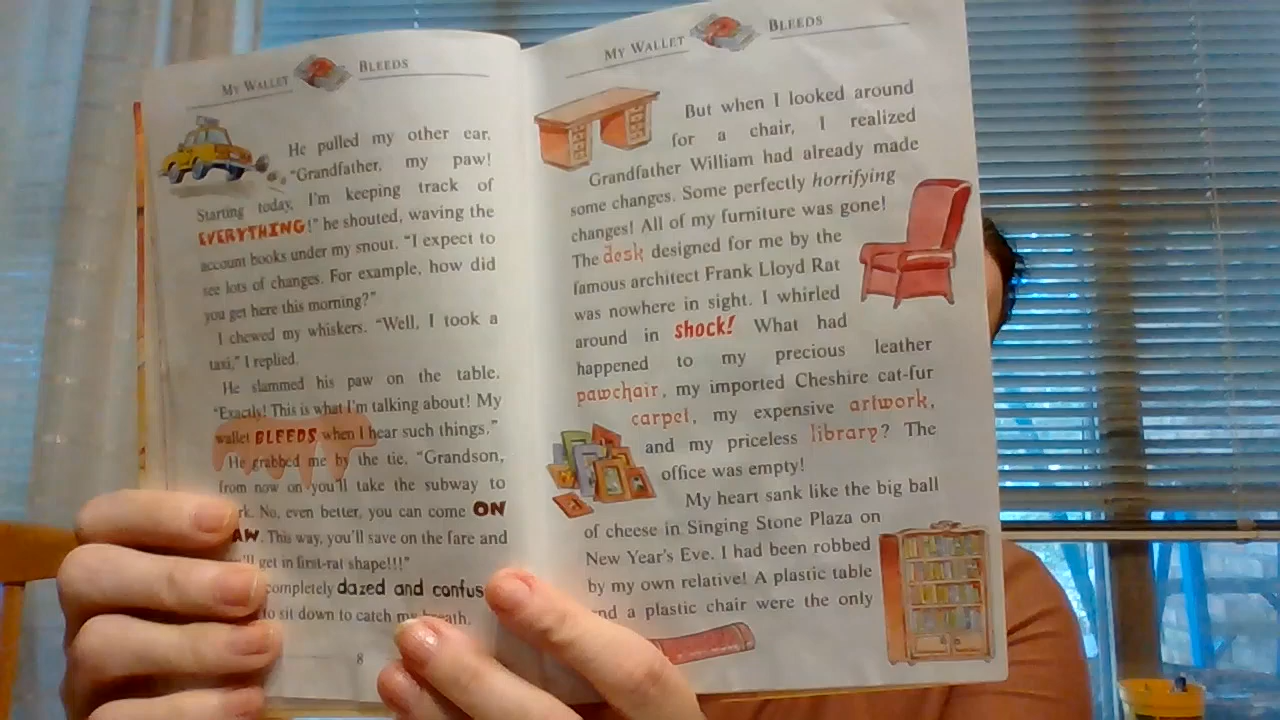 MY WALLET BLEEDS
He pulled my other ear.
"Grandfather, my paw!
Starting today, I'm keeping track of
EVERYTHING!" he shouted, waving the
account books under my snout. "I expect to
see lots of changes. For example, how did
you get here this morning?"
I chewed my whiskers. "Well, I took a
taxi," I replied.
He slammed his paw on the table.
"Exactly! This is what I'm talking about! My
wallet BLEEDS when I hear such things."
He grabbed me by the tie. "Grandson,
from now on you'll take the subway to
No, even better, you can come ON
This way, you'll save on the fare and
get in first-rat shape!!!"
completely dazed and
to sit down to catch my breath.
8
MY WALLET BLEEDS
But when I looked around
for a chair, I realized
Grandfather William had already made
some changes. Some perfectly horrifying
changes! All of my furniture was gone!
The desk designed for me by the
famous architect Frank Lloyd Rat
was nowhere in sight. I whirled
around in shock! What had
happened to my precious leather
pawchair, my imported Cheshire cat-fur
carpet, my expensive artwork,
and my priceless library? The
office was empty!
My heart sank like the big ball
of cheese in Singing Stone Plaza on
New Year's Eve. I had been robbed
by my own relative! A plastic table
and a plastic chair were the only